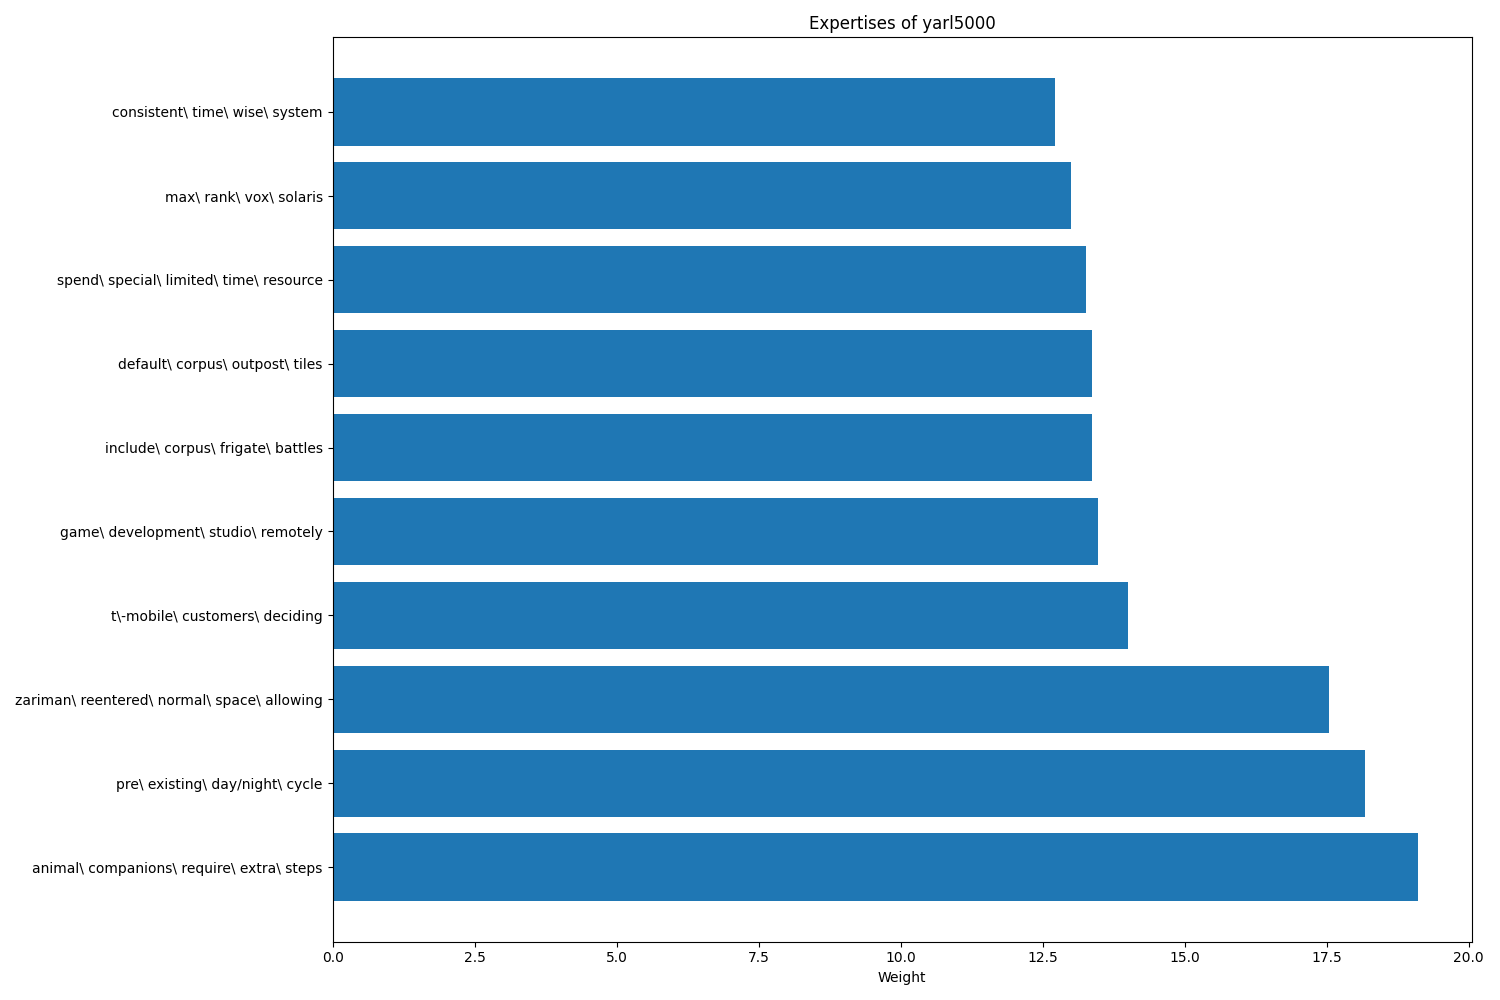 Expertises of yarl5000
consistent\ time\ wise\ system
max\ rank\ vox\ solaris
spend\ special\ limited\ time\ resource
default\ corpus\ outpost\ tiles
include\ corpus\ frigate\ battles
game\ development\ studio\ remotely
t\-mobile\ customers\ deciding
zariman\ reentered\ normal\ space\ allowing
pre\ existing\ day/night\ cycle
animal\ companions\ require\ extra\ steps
0.0 2.5 5.0 7.5 10.0 12.5 15.0 17.5 20.0
Weight